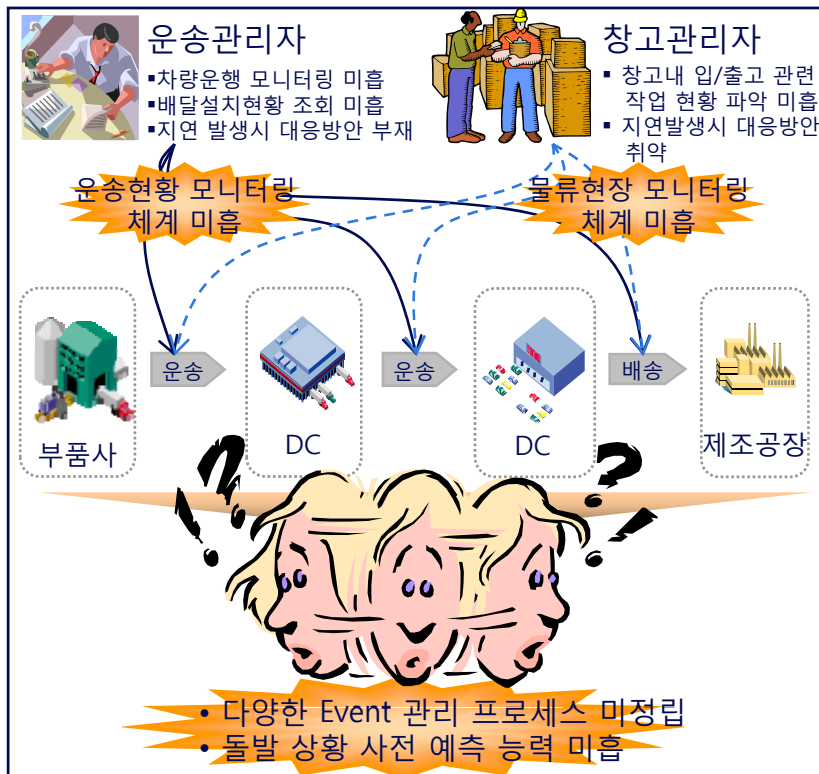 운송관리자
▪차량운행 모니터링 미흡
▪배달설치현황 조회 미흡
▪지연 발생시 대응방안 부재
창고관리자
▪ 창고내 입/출고 관련
작업 현황 파악 미흡
▪ 지연발생시 대응방안
취약
운송현황 모니터링
체계 미흡
물류현장 모니터링
체계 미흡
운송
운송
배송
부품사
DC
DC
제조공장
• 다양한 Event 관리 프로세스 미정립
• 돌발 상황 사전 예측 능력 미흡